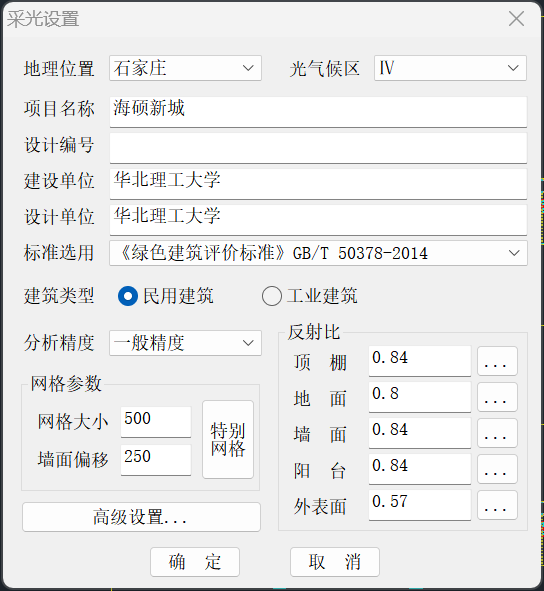 采光设置
地理位置 石家庄 光气候区 Ⅳ
项目名称 海硕新城
设计编号
建设单位 华北理工大学
设计单位 华北理工大学
标准选用 《绿色建筑评价标准》GB/T 50378-2014
建筑类型 民用建筑 工业建筑
分析精度 一般精度
网格参数
网格大小 500
墙面偏移 250
特别
网格
高级设置...
反射比
顶 棚 0.84 ...
地 面 0.8 ...
墙 面 0.84 ...
阳 台 0.84 ...
外表面 0.57 ...
确 定 取 消